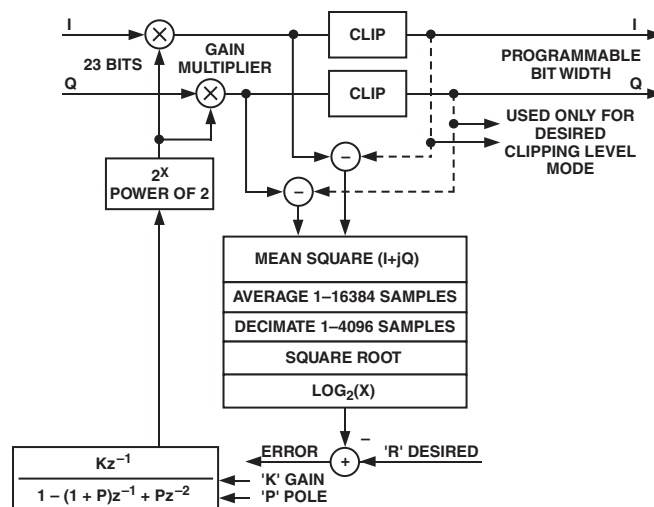 I
CLIP
I
23 BITS
GAIN
MULTIPLIER
PROGRAMMABLE
BIT WIDTH
Q
CLIP
Q
USED ONLY FOR
DESIRED
CLIPPING LEVEL
MODE
2^X
POWER OF 2
–
–
MEAN SQUARE (I+jQ)
AVERAGE 1–16384 SAMPLES
DECIMATE 1–4096 SAMPLES
SQUARE ROOT
LOG₂(X)
–
ERROR
+
'R' DESIRED
Kz⁻¹
1 – (1 + P)z⁻¹ + Pz⁻²
'K' GAIN
'P' POLE